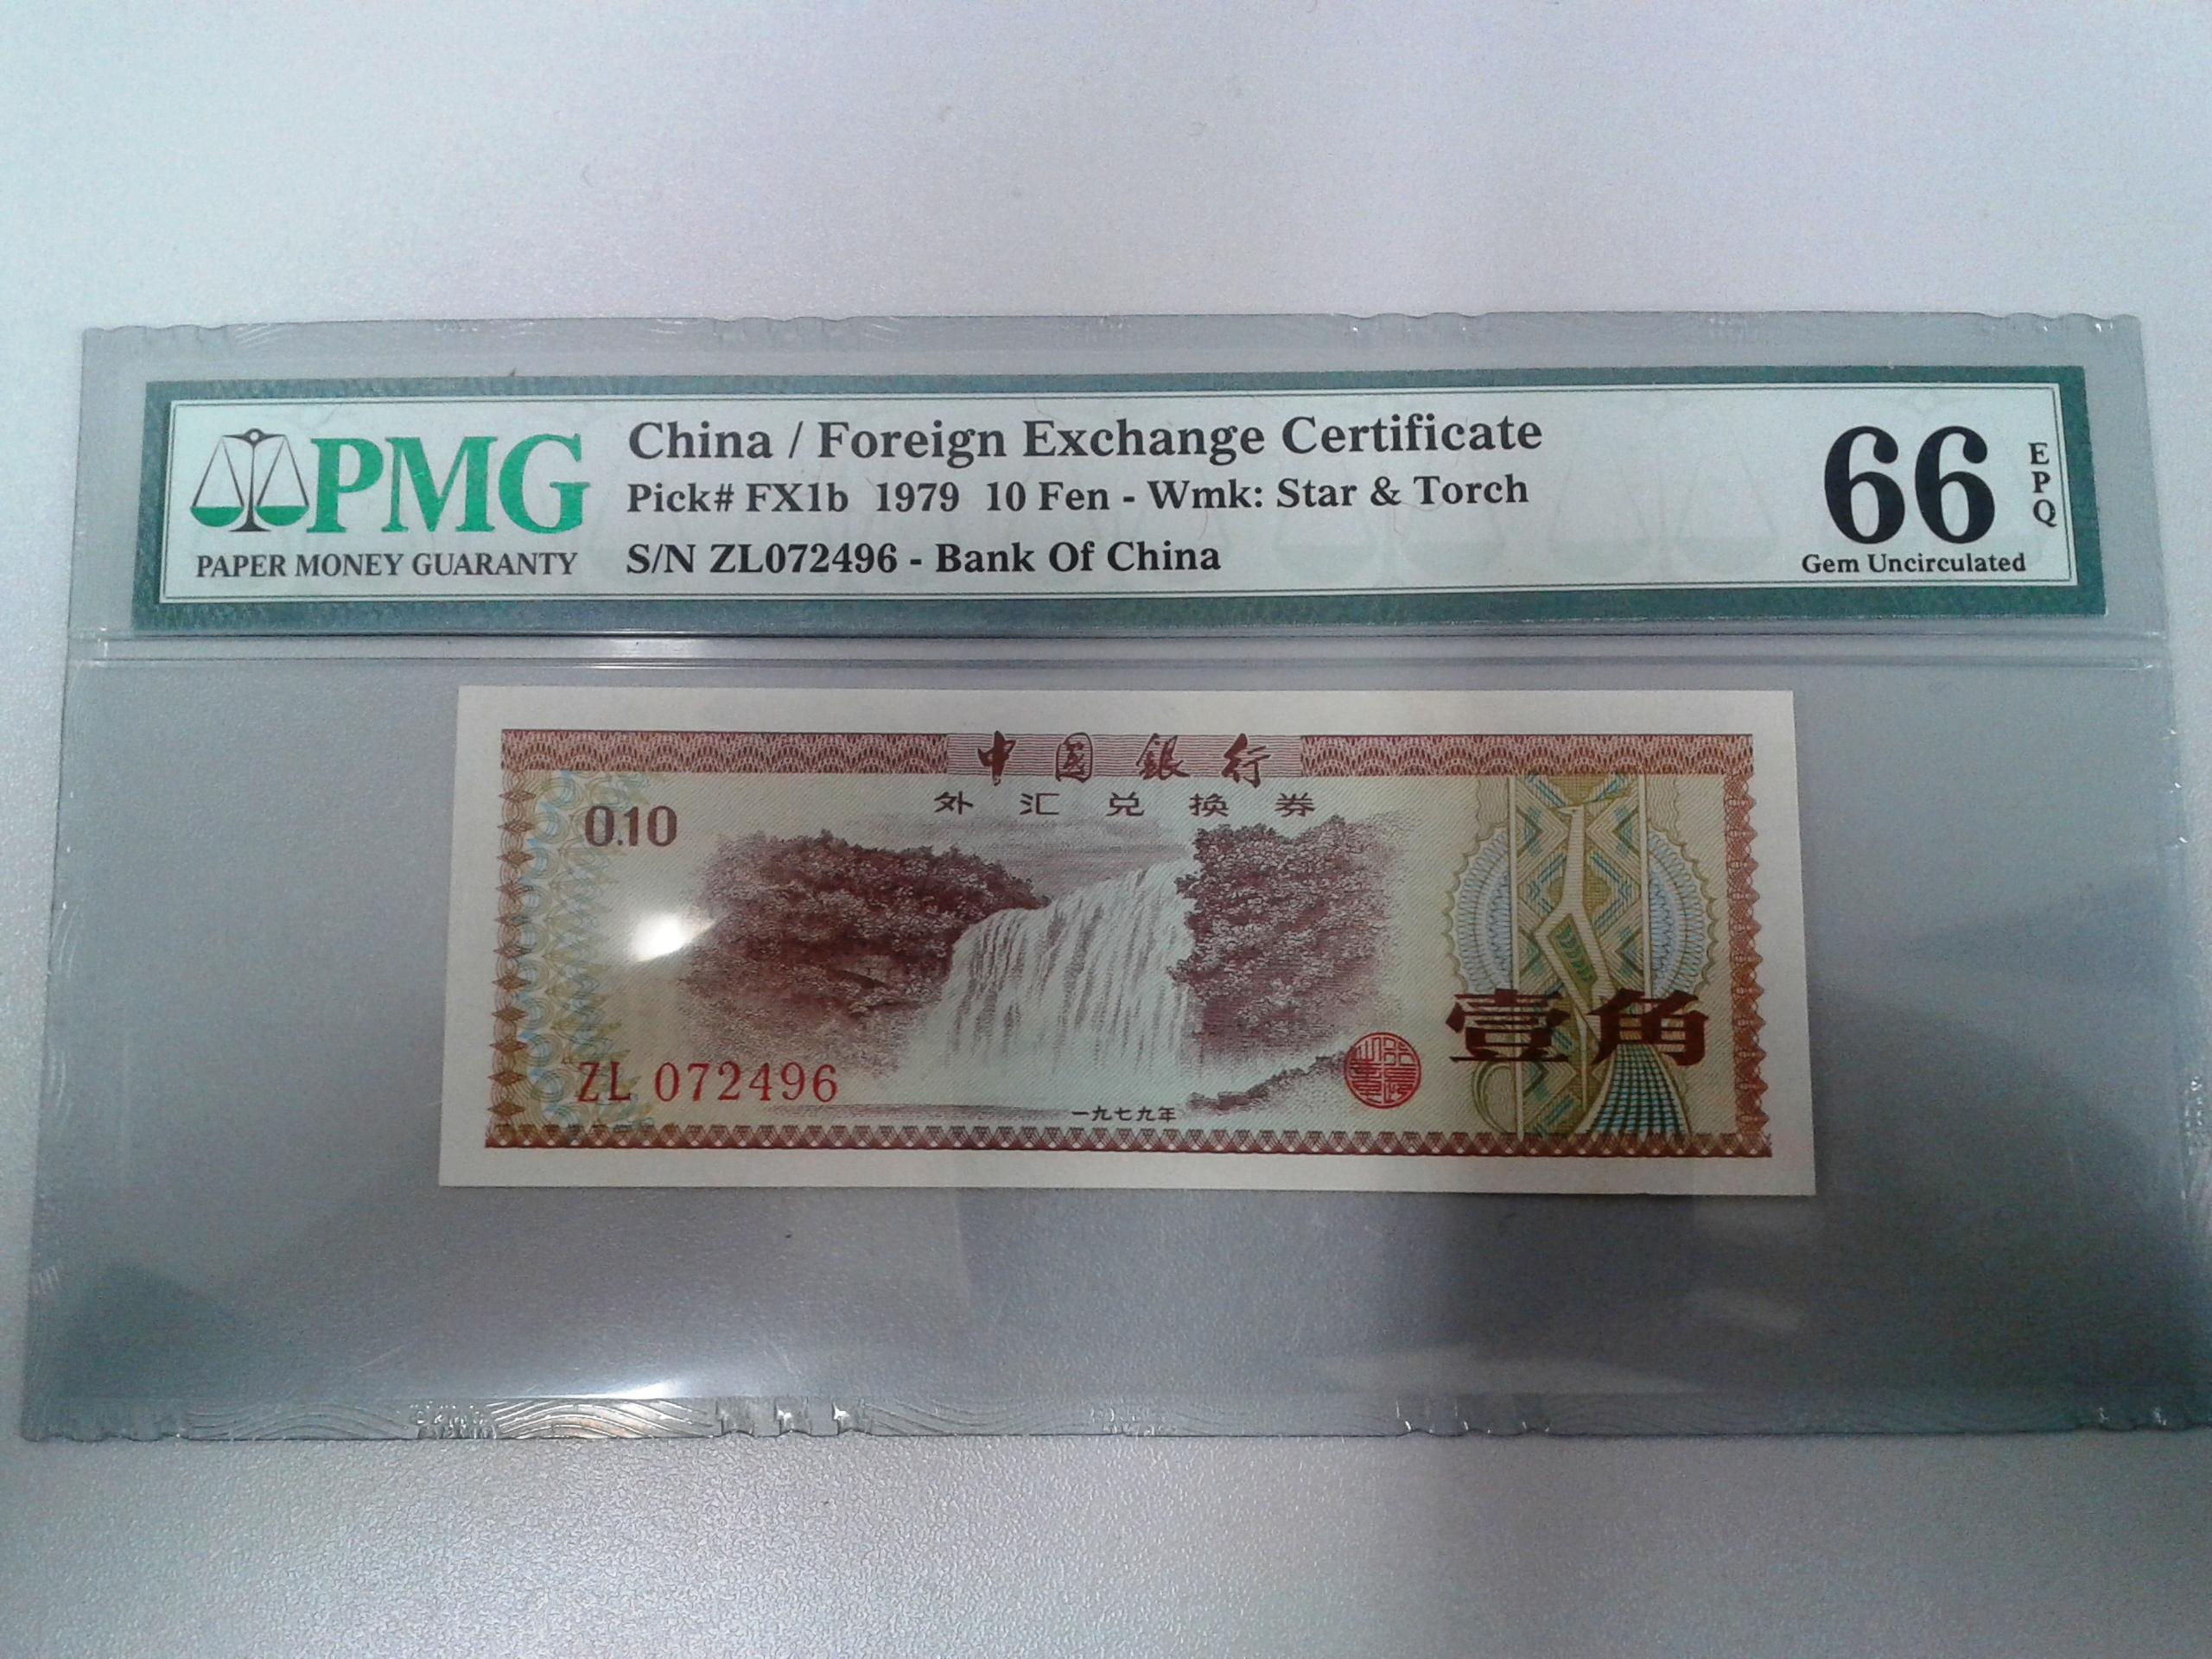 PMG
PAPER MONEY GUARANTY
China / Foreign Exchange Certificate
Pick# FX1b 1979 10 Fen - Wmk: Star & Torch
S/N ZL072496 - Bank Of China
66
EPQ
Gem Uncirculated
中国銀行
外汇兑换券
0.10
壹角
ZL 072496
一九七九年